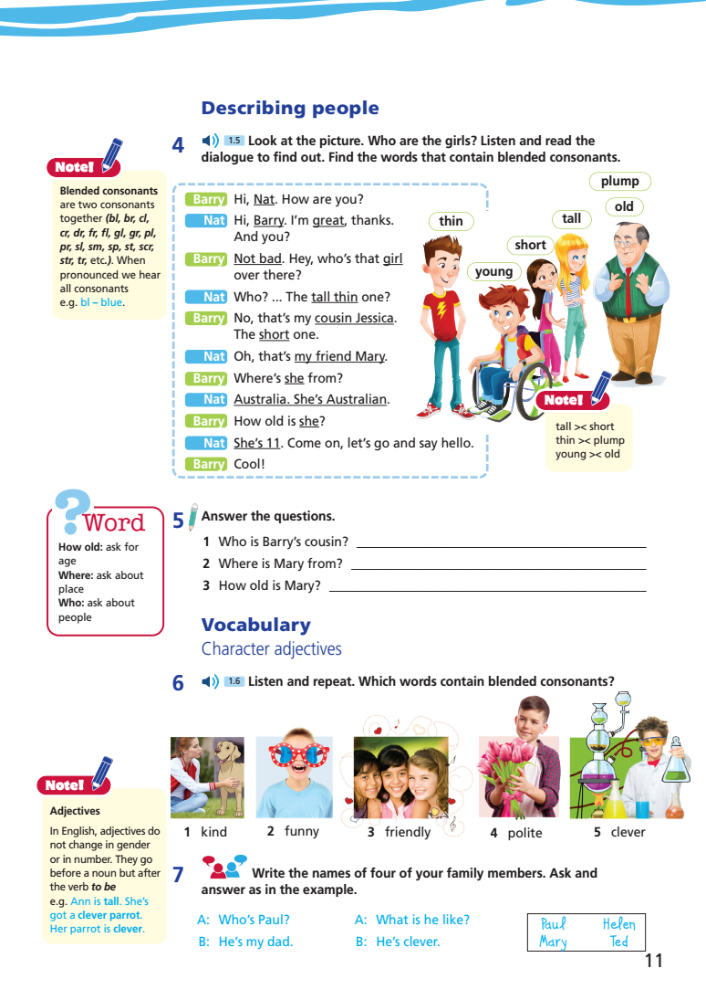 Describing people
4 1.5 Look at the picture. Who are the girls? Listen and read the
dialogue to find out. Find the words that contain blended consonants.
Note!
Blended consonants
are two consonants
together (bl, br, cl,
cr, dr, fr, fl, gl, gr, pl,
pr, sl, sm, sp, st, scr,
str, tr, etc.). When
pronounced we hear
all consonants
e.g. bl – blue.
Barry Hi, Nat. How are you?
Nat Hi, Barry. I'm great, thanks.
And you?
Barry Not bad. Hey, who's that girl
over there?
Nat Who? ... The tall thin one?
Barry No, that's my cousin Jessica.
The short one.
Nat Oh, that's my friend Mary.
Barry Where's she from?
Nat Australia. She's Australian.
Barry How old is she?
Nat She's 11. Come on, let's go and say hello.
Barry Cool!
plump
old
tall
thin
short
young
Note!
tall >< short
thin >< plump
young >< old
? Word
How old: ask for
age
Where: ask about
place
Who: ask about
people
5 Answer the questions.
1 Who is Barry's cousin?
2 Where is Mary from?
3 How old is Mary?
Vocabulary
Character adjectives
6 1.6 Listen and repeat. Which words contain blended consonants?
1 kind
2 funny
3 friendly
4 polite
5 clever
Note!
Adjectives
In English, adjectives do
not change in gender
or in number. They go
before a noun but after
the verb to be
e.g. Ann is tall. She's
got a clever parrot.
Her parrot is clever.
7 Write the names of four of your family members. Ask and
answer as in the example.
A: Who's Paul?
B: He's my dad.
A: What is he like?
B: He's clever.
Paul Helen
Mary Ted
11